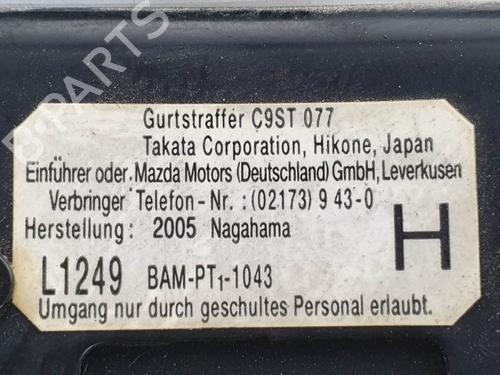 Gurtstraffer C9ST 077
Takata Corporation, Hikone, Japan
Einführer oder Mazda Motors (Deutschland) GmbH, Leverkusen
Verbringer Telefon-Nr. : (02173) 9 43-0
Herstellung : 2005 Nagahama
H
L1249 BAM-PT₁-1043
Umgang nur durch geschultes Personal erlaubt.
B-PARTS